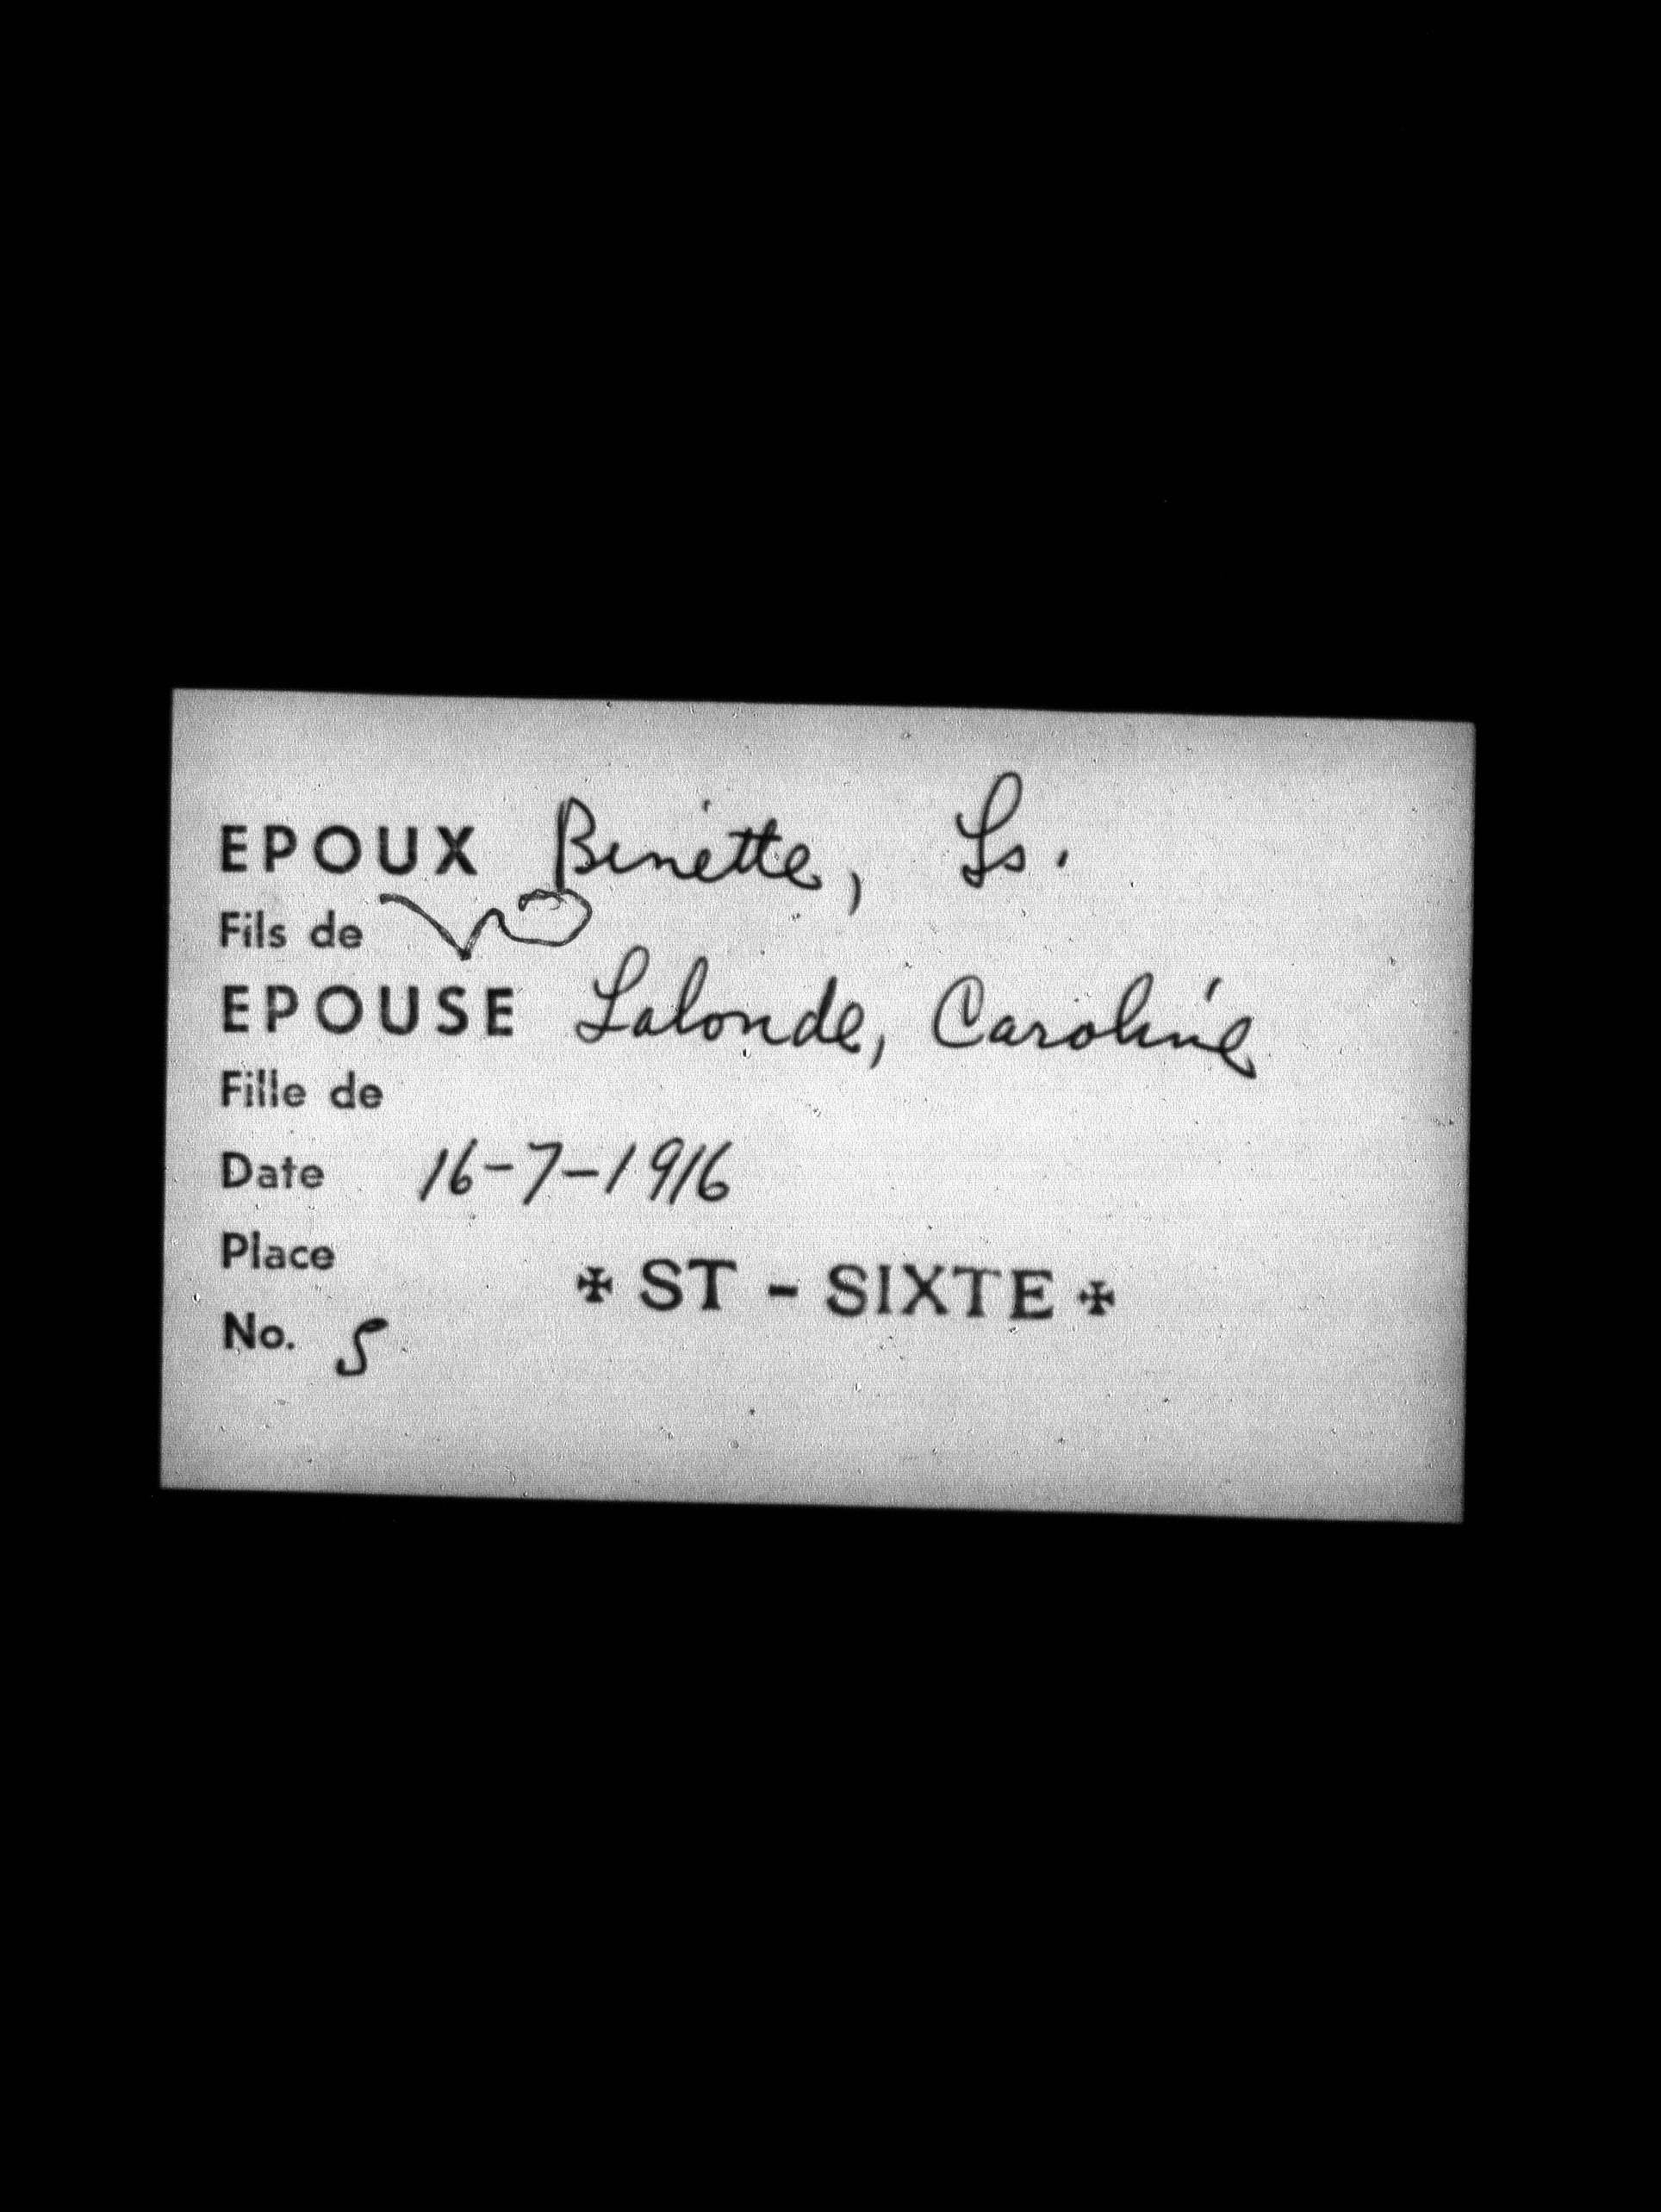 EPOUX Binette, Ls.
Fils de
EPOUSE Lalonde, Caroline
Fille de
Date 16-7-1916
Place ✠ ST - SIXTE ✠
No. 5